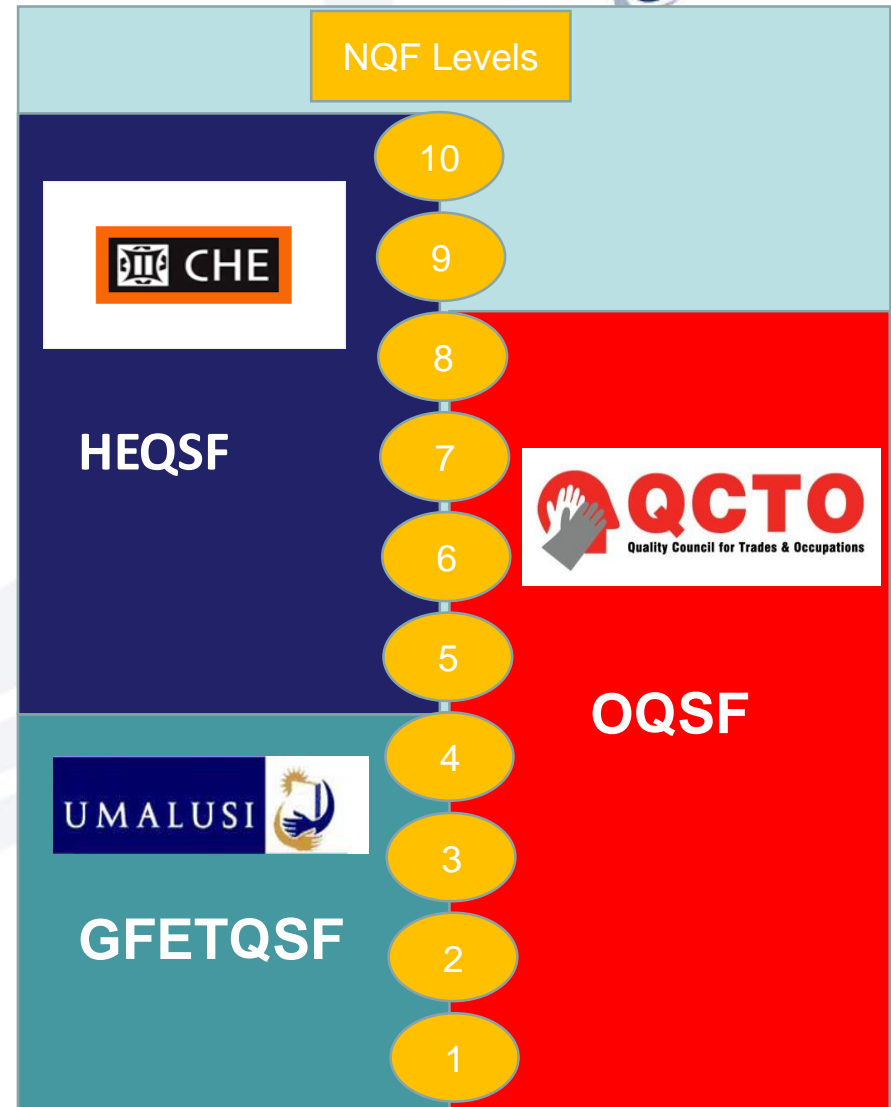 NQF Levels
10
CHE
9
8
HEQSF
7
QCTO
Quality Council for Trades & Occupations
6
5
OQSF
4
UMALUSI
3
GFETQSF
2
1